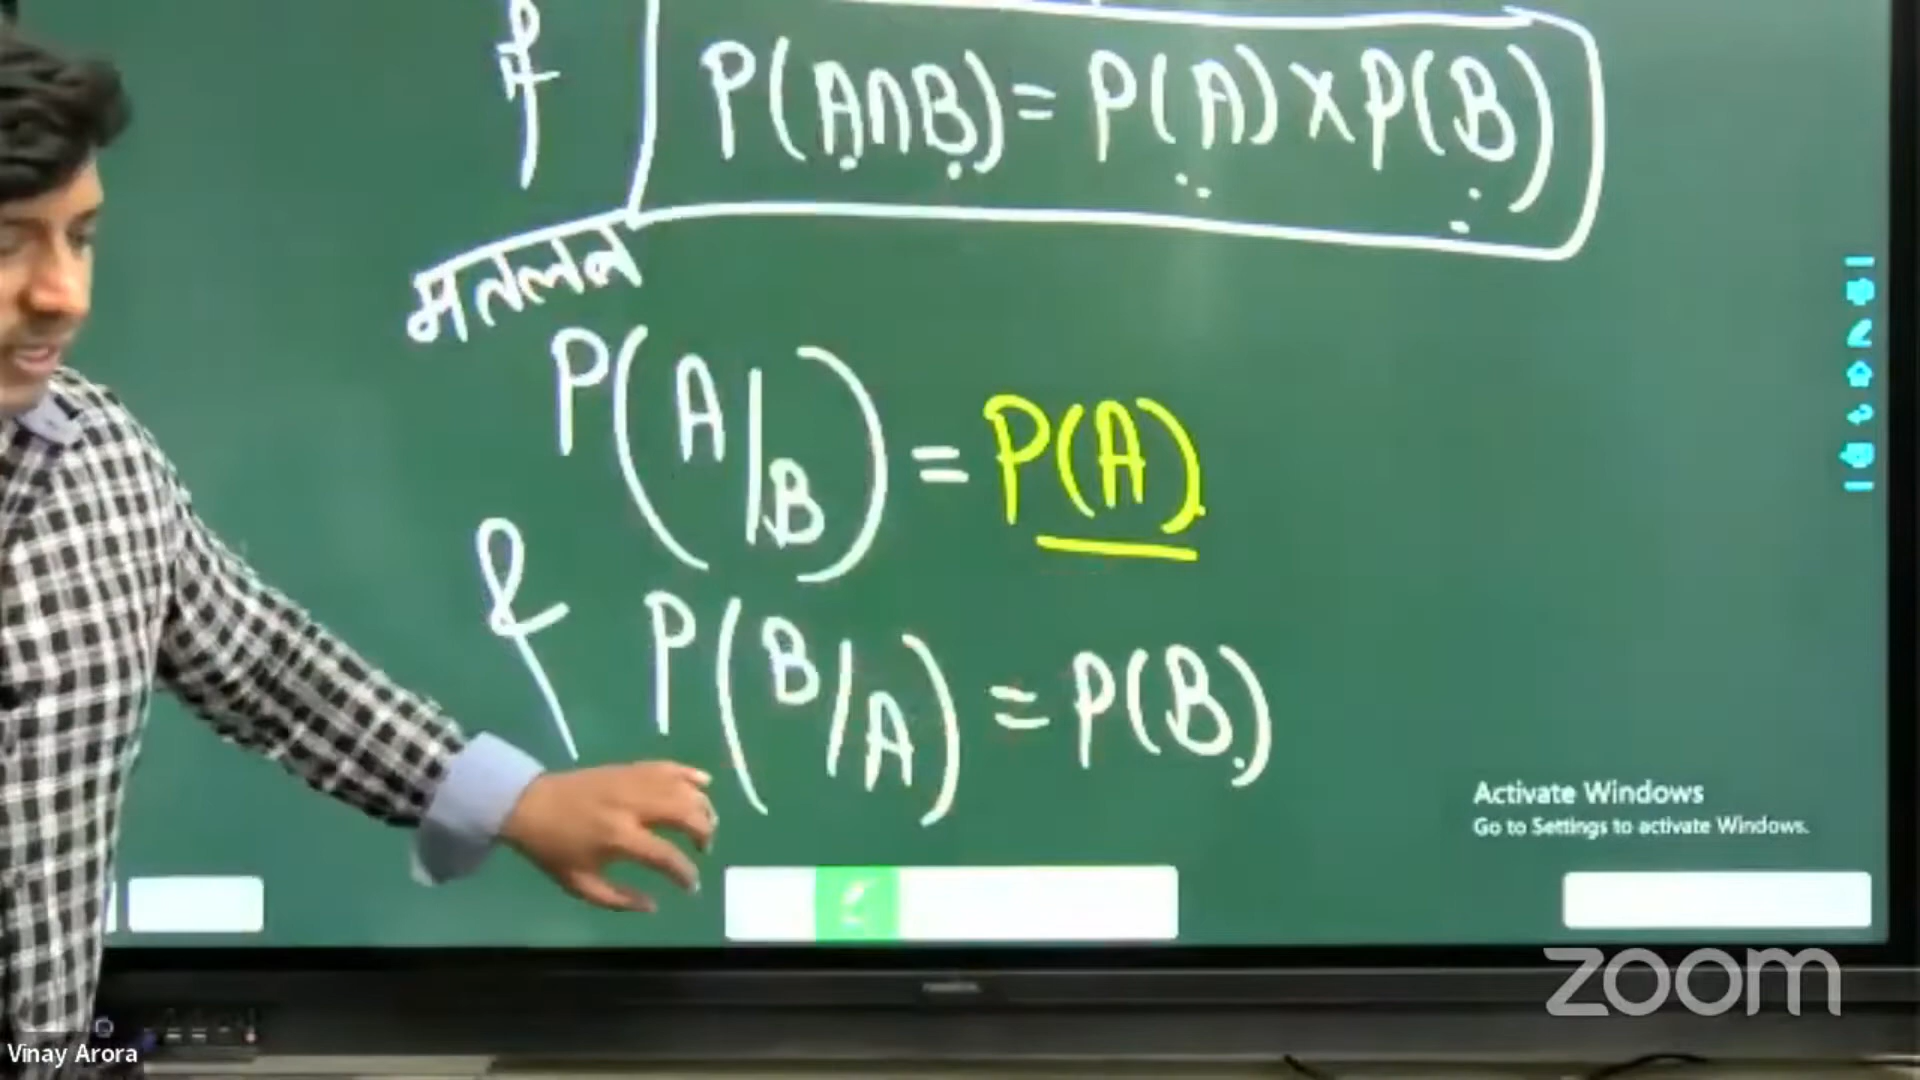 & P(A∩B) = P(A) × P(B)
मतलब
P(A/B) = P(A)
& P(B/A) = P(B)
Activate Windows
Go to Settings to activate Windows.
zoom
Vinay Arora